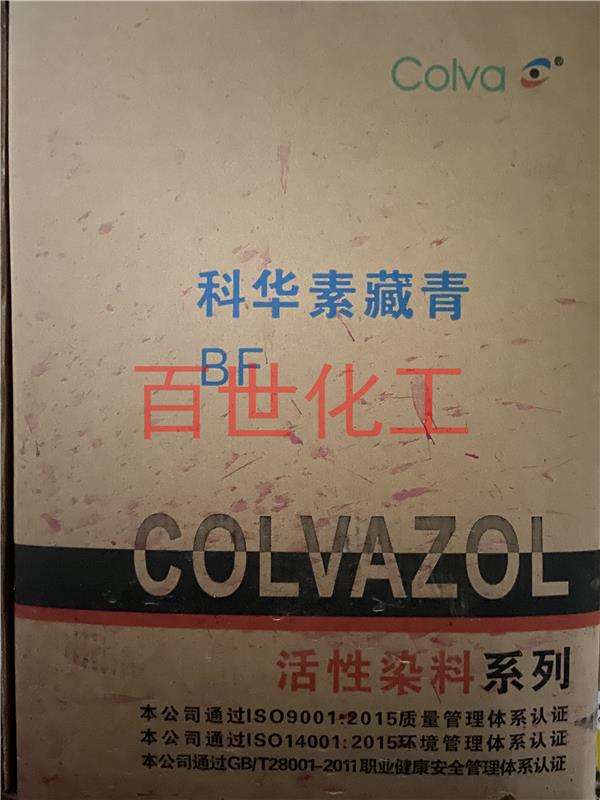 Colva®
科华素藏青
BF
百世化工
COLVAZOL
活性染料系列
本公司通过ISO9001:2015质量管理体系认证
本公司通过ISO14001:2015环境管理体系认证
本公司通过GB/T28001-2011职业健康安全管理体系认证